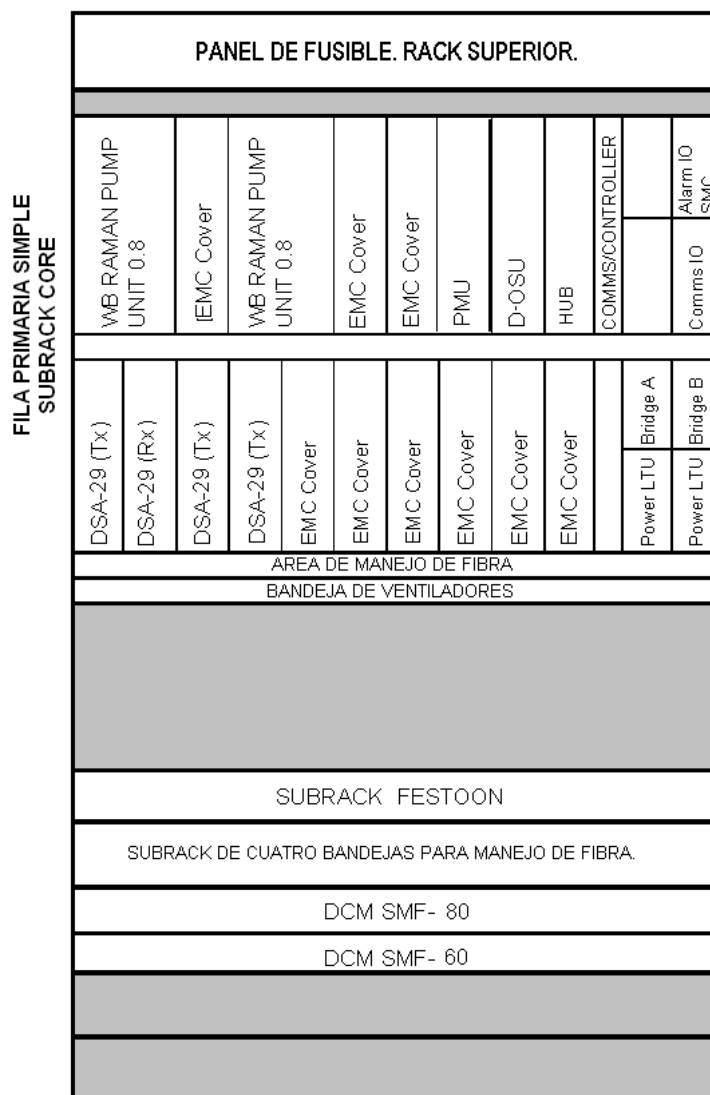 PANEL DE FUSIBLE. RACK SUPERIOR.
FILA PRIMARIA SIMPLE
SUBRACK CORE
WB RAMAN PUMP
UNIT 0.8
[EMC Cover
WB RAMAN PUMP
UNIT 0.8
EMC Cover
EMC Cover
PMU
D-OSU
HUB
COMMS/CONTROLLER
Alarm IO
SMC
Comms IO
DSA-29 (Tx)
DSA-29 (Rx)
DSA-29 (Tx)
DSA-29 (Tx)
EMC Cover
EMC Cover
EMC Cover
EMC Cover
EMC Cover
EMC Cover
Bridge A
Power LTU
Bridge B
Power LTU
AREA DE MANEJO DE FIBRA
BANDEJA DE VENTILADORES
SUBRACK FESTOON
SUBRACK DE CUATRO BANDEJAS PARA MANEJO DE FIBRA.
DCM SMF- 80
DCM SMF- 60